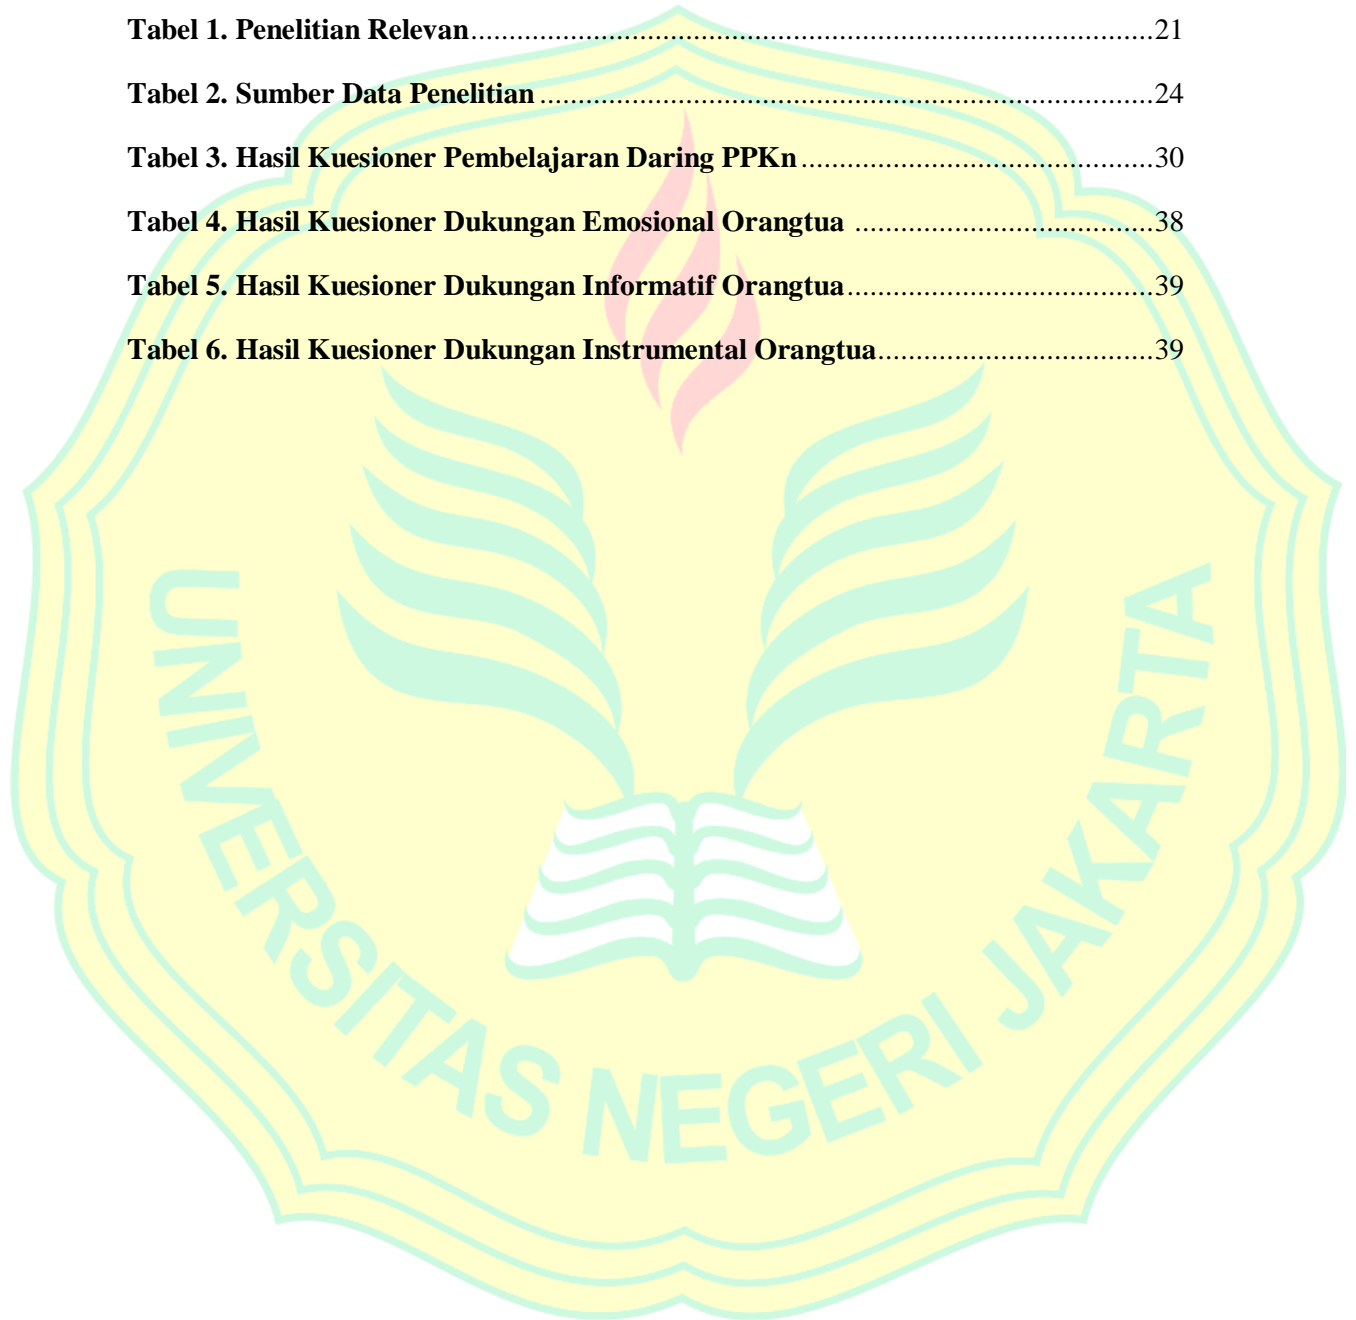 Tabel 1. Penelitian Relevan.........................................................................................21
Tabel 2. Sumber Data Penelitian ................................................................................24
Tabel 3. Hasil Kuesioner Pembelajaran Daring PPKn ..............................................30
Tabel 4. Hasil Kuesioner Dukungan Emosional Orangtua ..........................................38
Tabel 5. Hasil Kuesioner Dukungan Informatif Orangtua........................................39
Tabel 6. Hasil Kuesioner Dukungan Instrumental Orangtua....................................39
UNIVERSITAS NEGERI JAKARTA